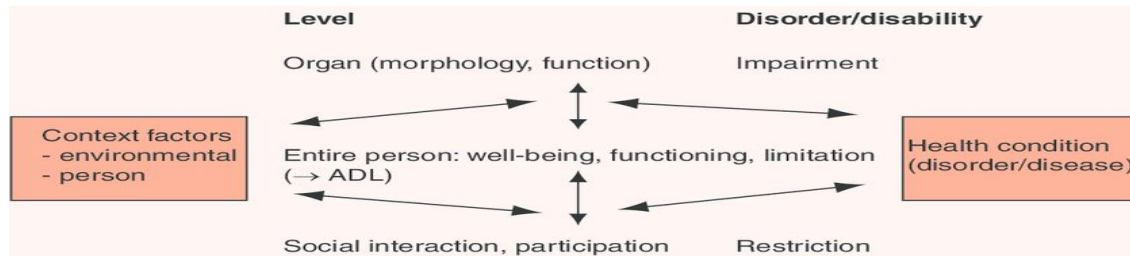 Level Disorder/disability
Organ (morphology, function) Impairment
Context factors
- environmental
- person
Entire person: well-being, functioning, limitation
(→ ADL)
Health condition
(disorder/disease)
Social interaction, participation Restriction